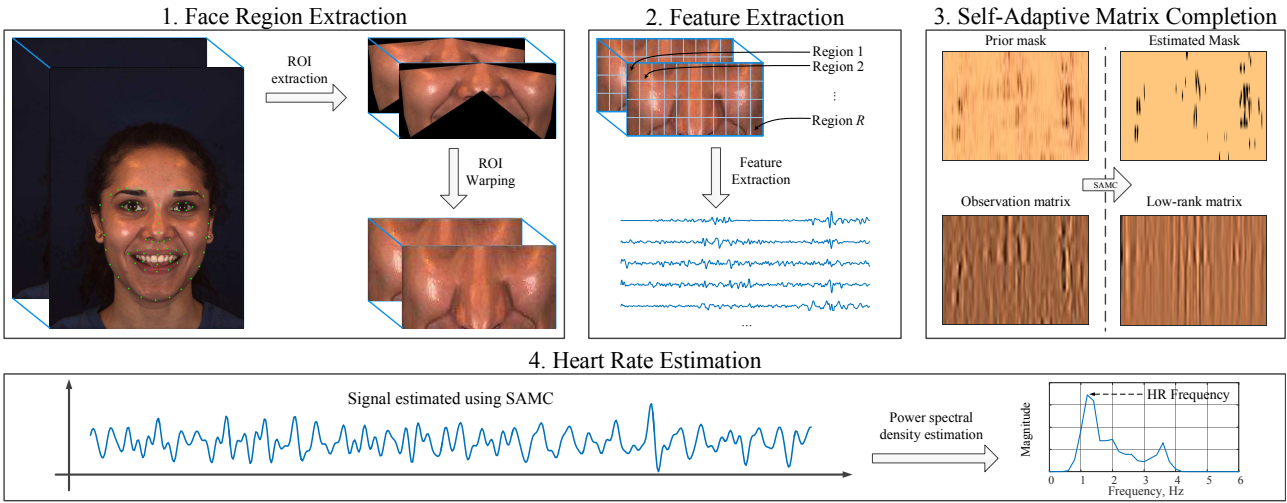 1. Face Region Extraction
ROI
extraction
ROI
Warping
2. Feature Extraction
Region 1
Region 2
⋮
Region R
Feature
Extraction
...
3. Self-Adaptive Matrix Completion
Prior mask
Estimated Mask
SAMC
Observation matrix
Low-rank matrix
4. Heart Rate Estimation
Signal estimated using SAMC
Power spectral
density estimation
HR Frequency
Magnitude
0 1 2 3 4 5 6
Frequency, Hz